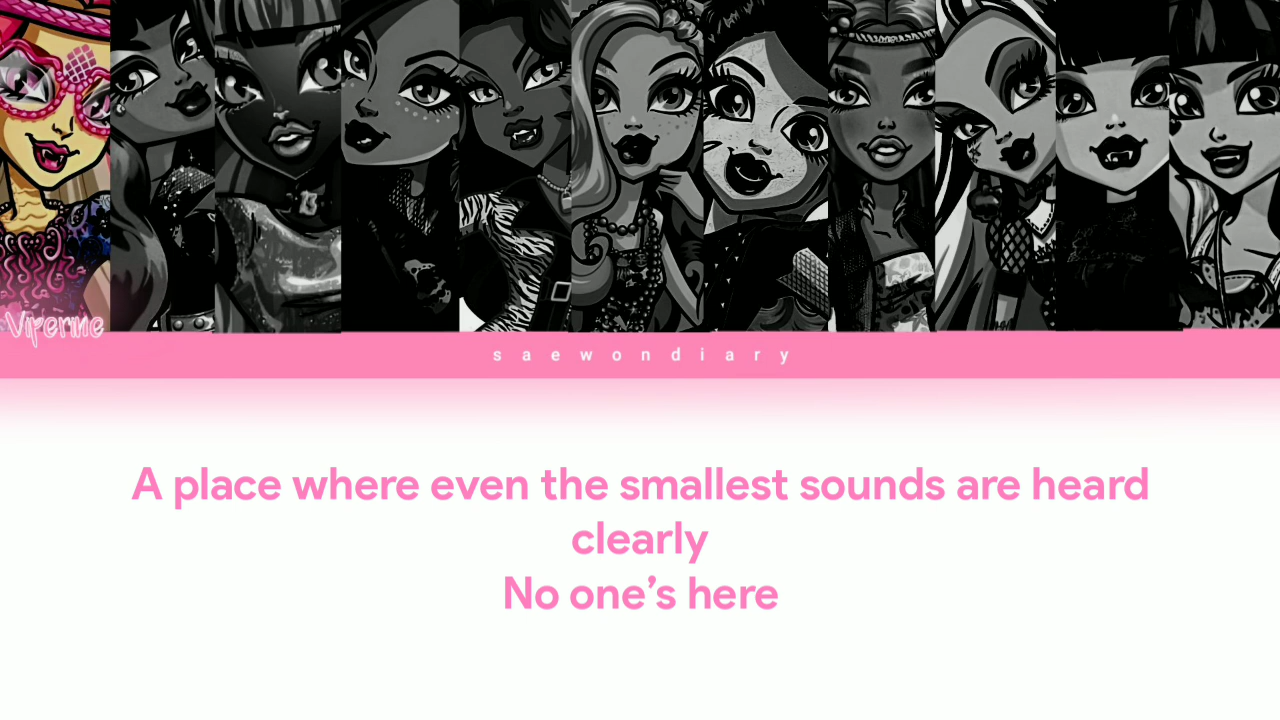 Viperine
s a e w o n d i a r y
A place where even the smallest sounds are heard
clearly
No one’s here